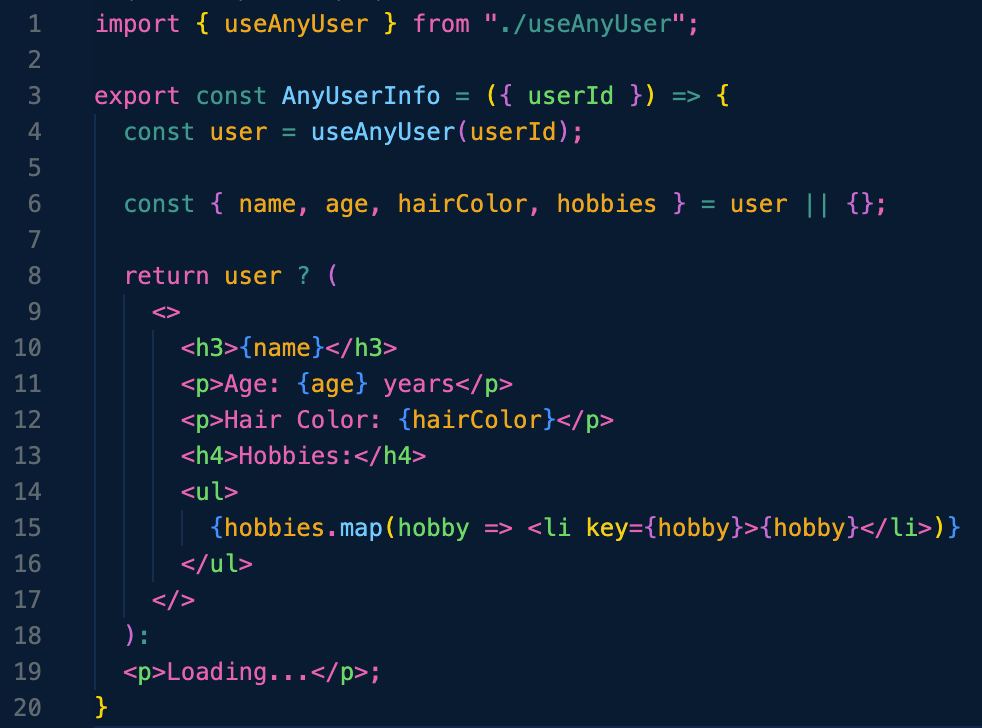 1 import { useAnyUser } from "./useAnyUser";
2
3 export const AnyUserInfo = ({ userId }) => {
4   const user = useAnyUser(userId);
5
6   const { name, age, hairColor, hobbies } = user || {};
7
8   return user ? (
9     <>
10       <h3>{name}</h3>
11       <p>Age: {age} years</p>
12       <p>Hair Color: {hairColor}</p>
13       <h4>Hobbies:</h4>
14       <ul>
15         {hobbies.map(hobby => <li key={hobby}>{hobby}</li>)}
16       </ul>
17     </>
18   ):
19   <p>Loading...</p>;
20 }